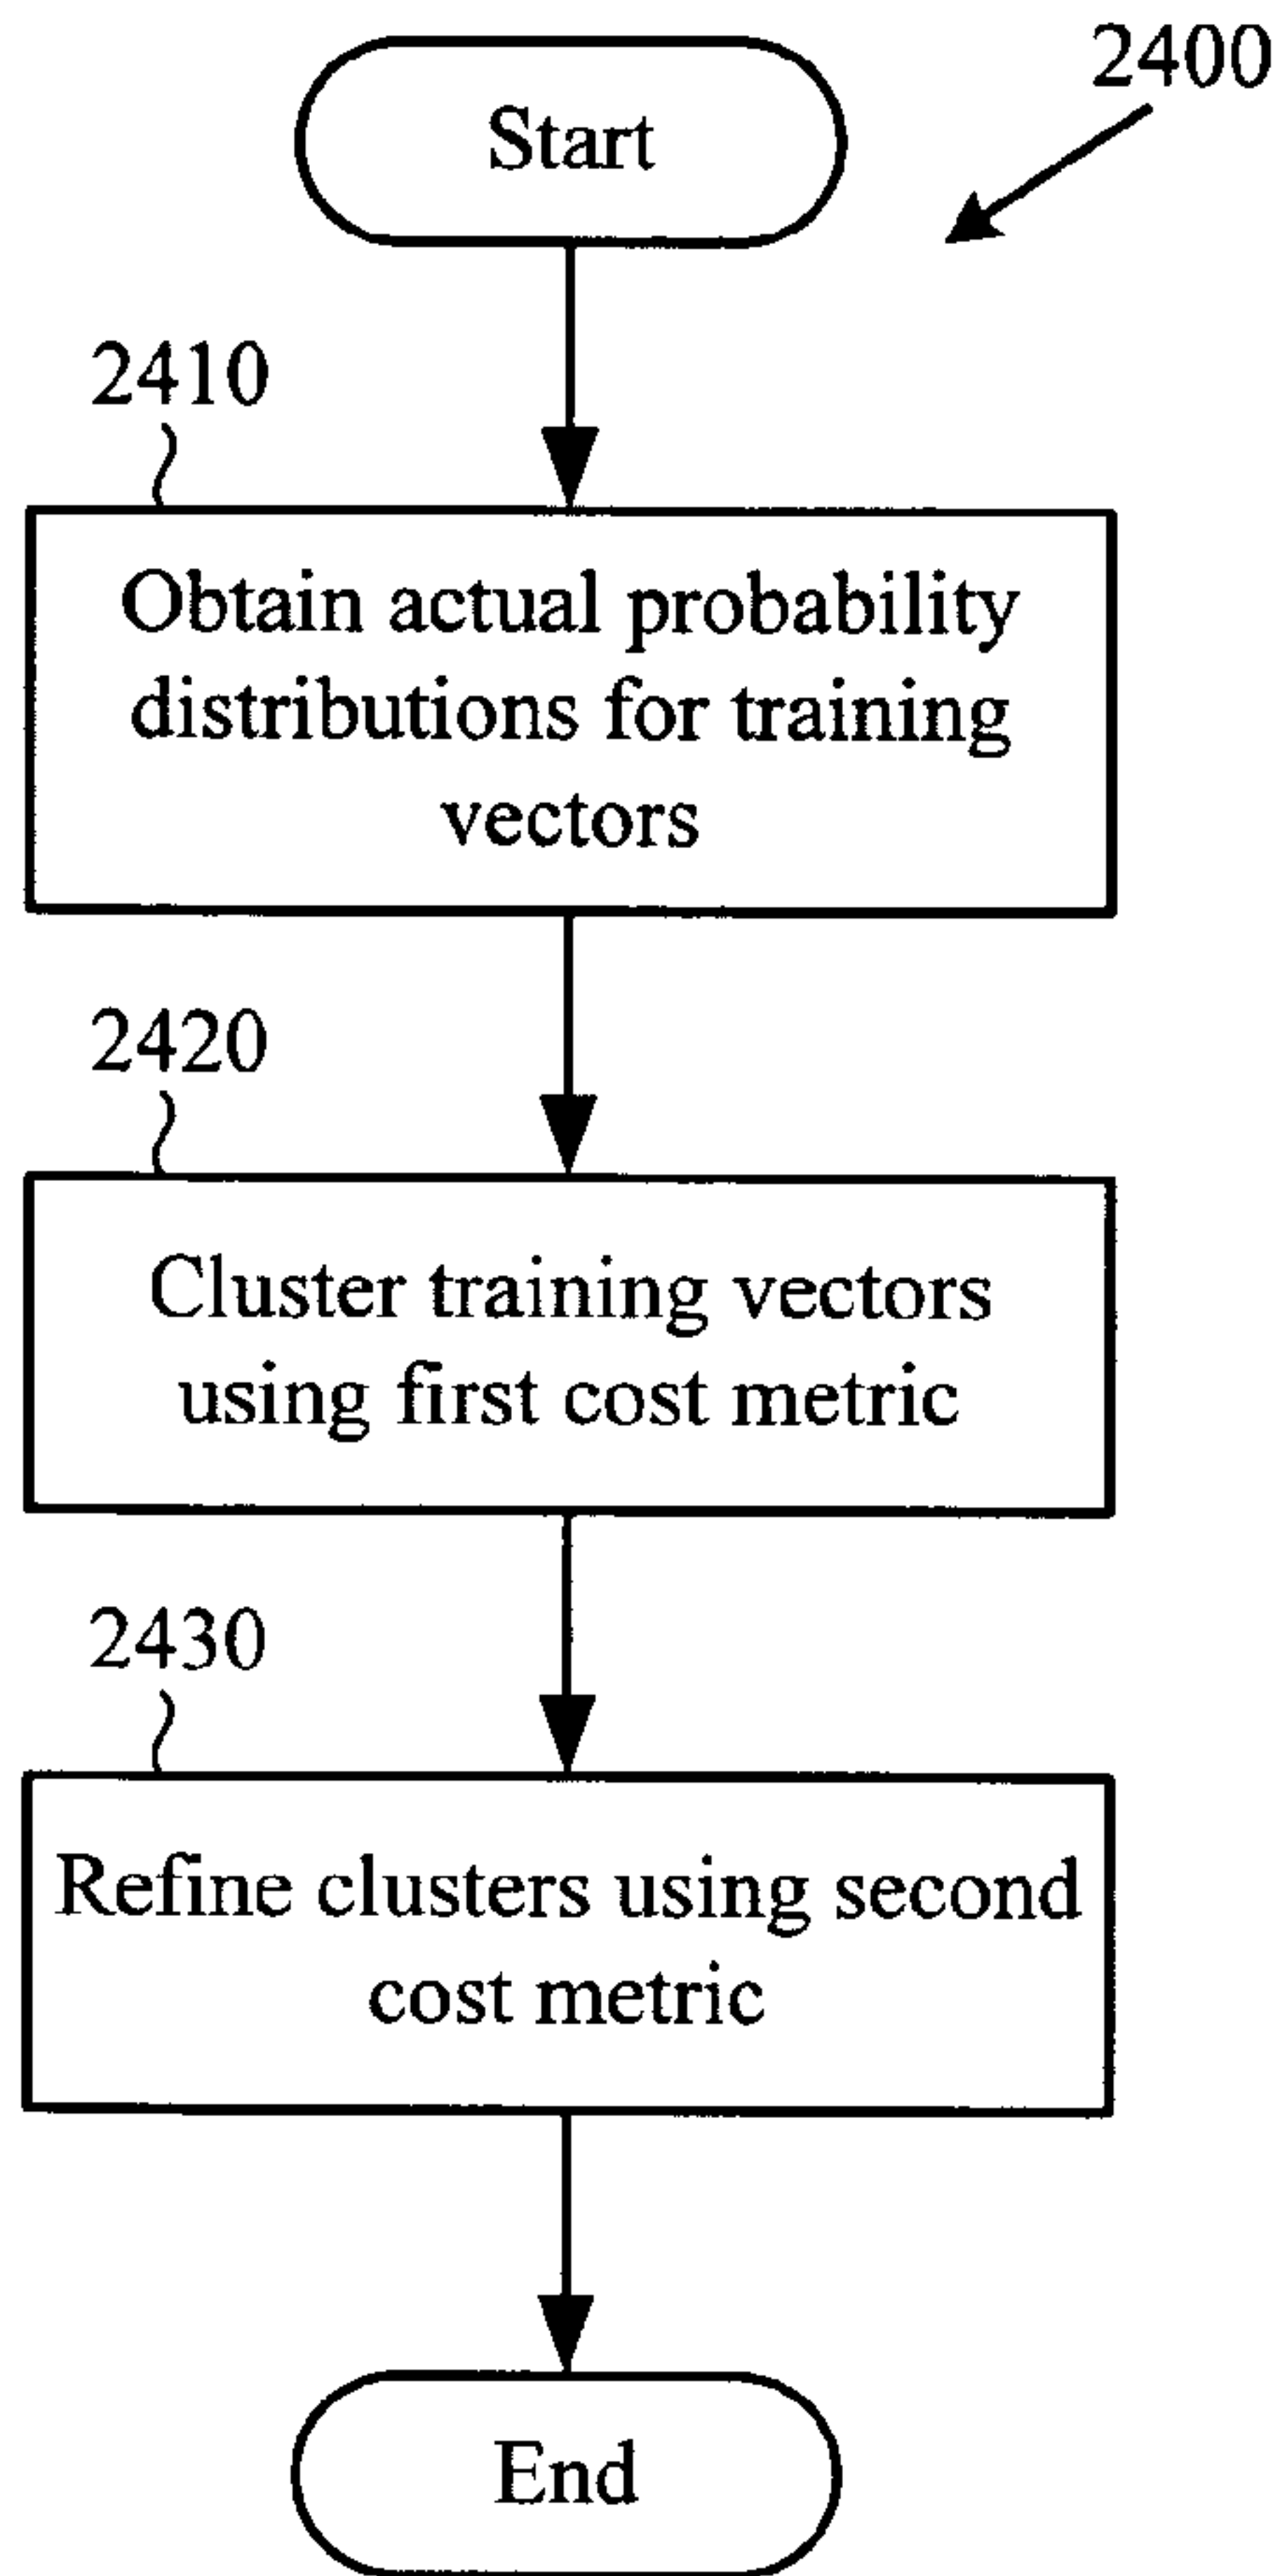 2400
Start
2410
Obtain actual probability
distributions for training
vectors
2420
Cluster training vectors
using first cost metric
2430
Refine clusters using second
cost metric
End